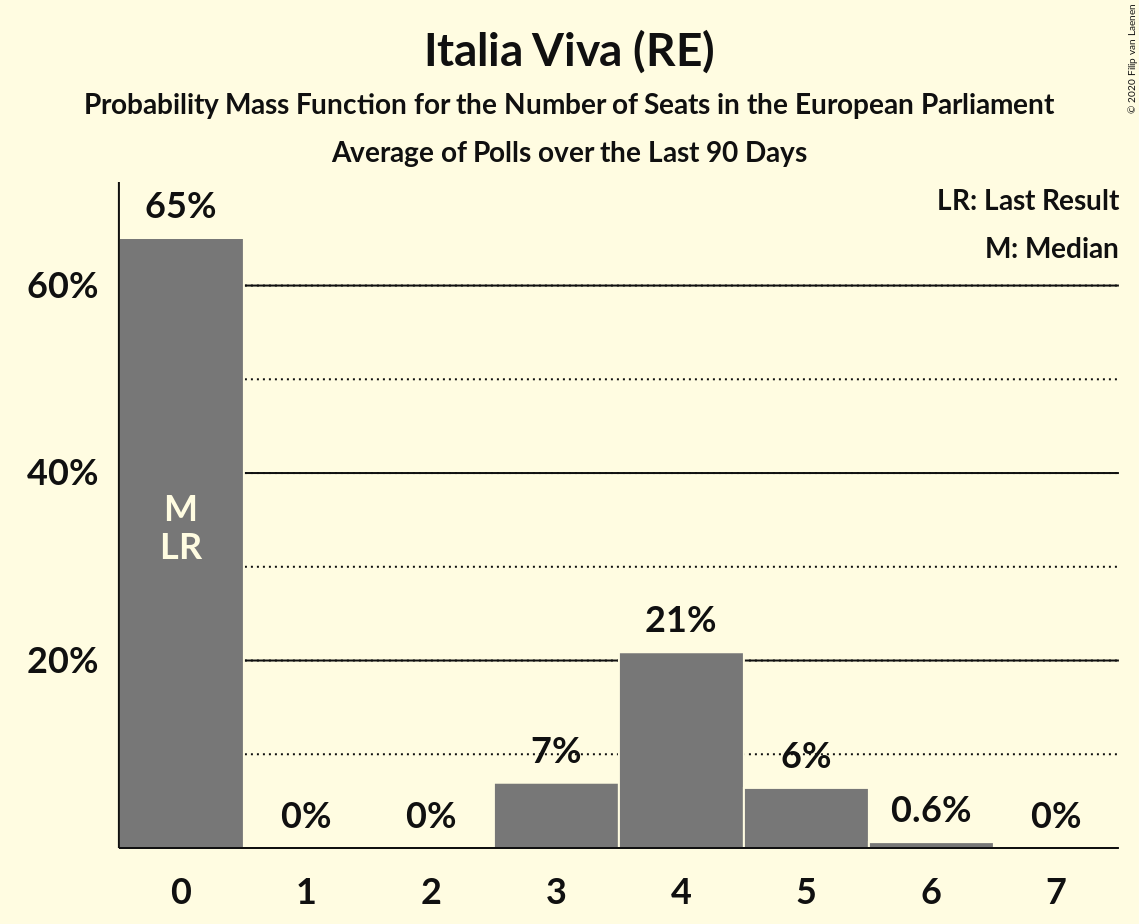 Italia Viva (RE)
Probability Mass Function for the Number of Seats in the European Parliament
Average of Polls over the Last 90 Days
© 2020 Filip van Laenen
LR: Last Result
M: Median
65%
60%
40%
20%
M
LR
0%
0%
7%
21%
6%
0.6%
0%
0 1 2 3 4 5 6 7